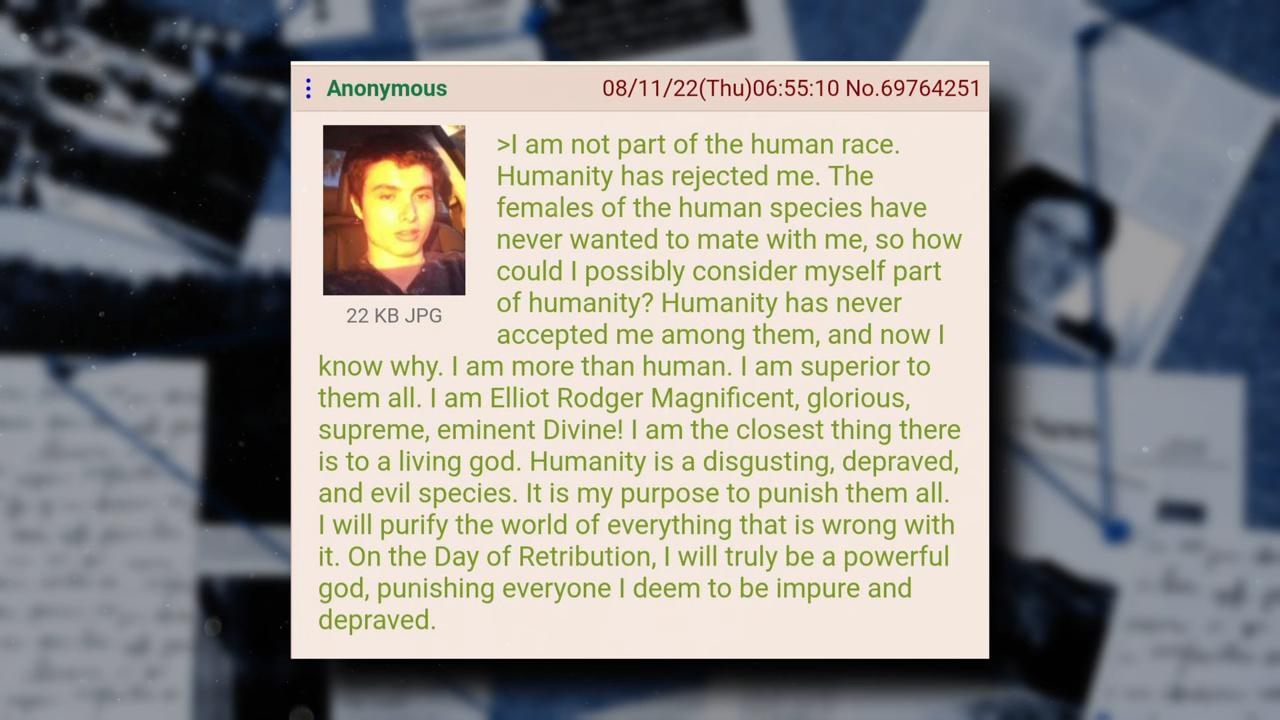 Anonymous
08/11/22(Thu)06:55:10 No.69764251
22 KB JPG
>I am not part of the human race.
Humanity has rejected me. The
females of the human species have
never wanted to mate with me, so how
could I possibly consider myself part
of humanity? Humanity has never
accepted me among them, and now I
know why. I am more than human. I am superior to
them all. I am Elliot Rodger Magnificent, glorious,
supreme, eminent Divine! I am the closest thing there
is to a living god. Humanity is a disgusting, depraved,
and evil species. It is my purpose to punish them all.
I will purify the world of everything that is wrong with
it. On the Day of Retribution, I will truly be a powerful
god, punishing everyone I deem to be impure and
depraved.